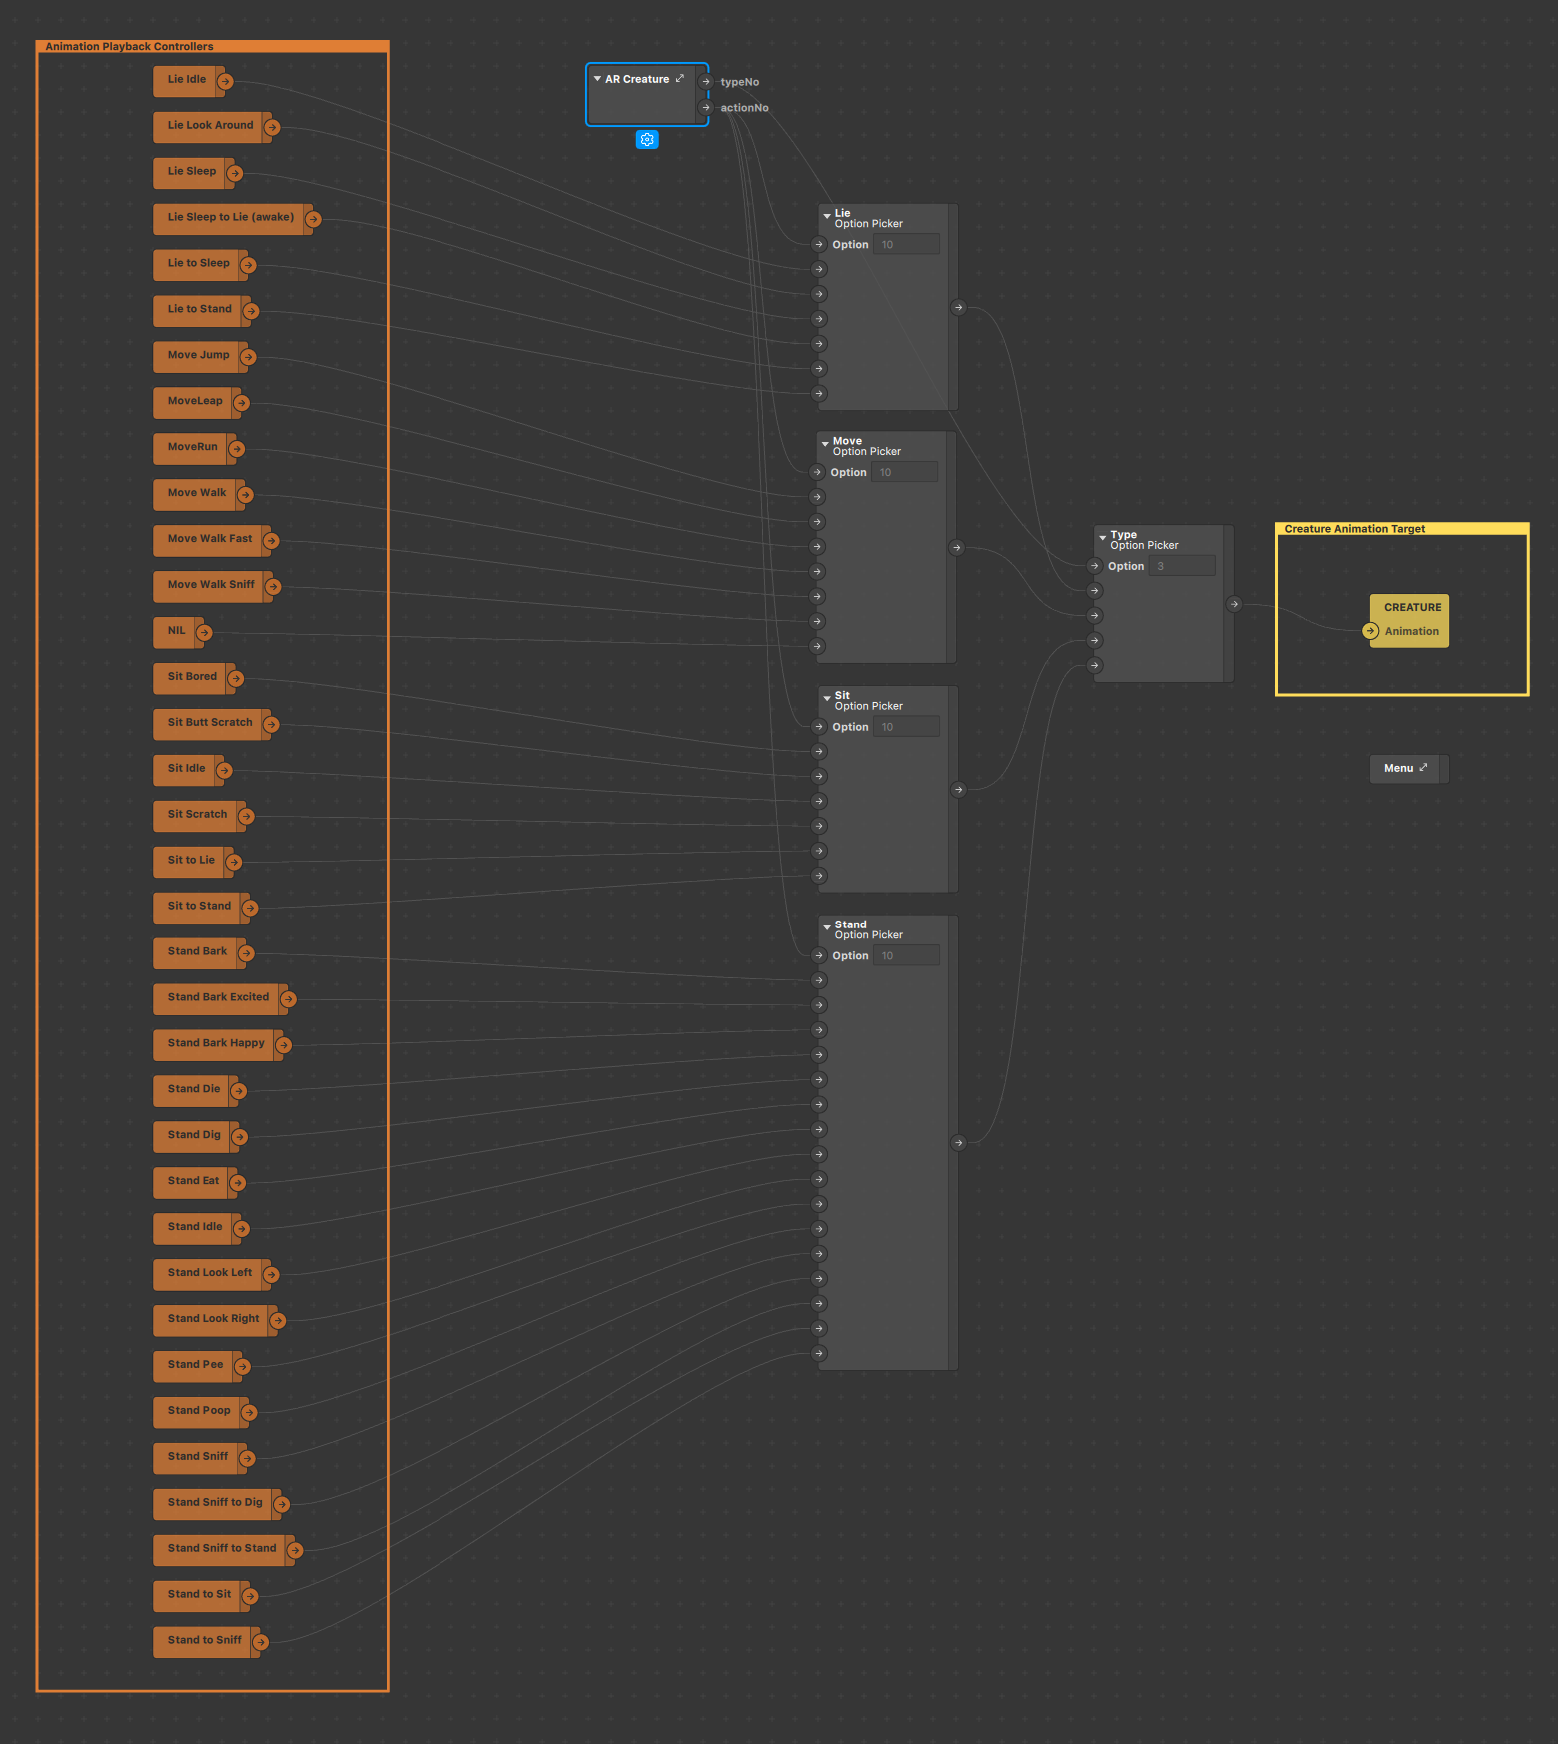 Animation Playback Controllers
Lie Idle
Lie Look Around
Lie Sleep
Lie Sleep to Lie (awake)
Lie to Sleep
Lie to Stand
Move Jump
MoveLeap
MoveRun
Move Walk
Move Walk Fast
Move Walk Sniff
NIL
Sit Bored
Sit Butt Scratch
Sit Idle
Sit Scratch
Sit to Lie
Sit to Stand
Stand Bark
Stand Bark Excited
Stand Bark Happy
Stand Die
Stand Dig
Stand Eat
Stand Idle
Stand Look Left
Stand Look Right
Stand Pee
Stand Poop
Stand Sniff
Stand Sniff to Dig
Stand Sniff to Stand
Stand to Sit
Stand to Sniff
AR Creature
typeNo
actionNo
Lie
Option Picker
Option 10
Move
Option Picker
Option 10
Sit
Option Picker
Option 10
Stand
Option Picker
Option 10
Type
Option Picker
Option 3
Creature Animation Target
CREATURE
Animation
Menu